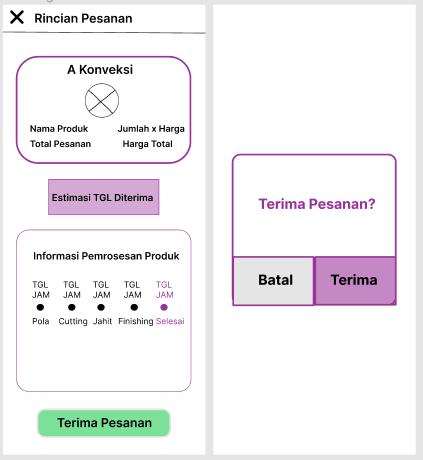 Rincian Pesanan
A Konveksi
Nama Produk Jumlah x Harga
Total Pesanan Harga Total
Estimasi TGL Diterima
Informasi Pemrosesan Produk
TGL TGL TGL TGL TGL
JAM JAM JAM JAM JAM
Pola Cutting Jahit Finishing Selesai
Terima Pesanan
Terima Pesanan?
Batal Terima